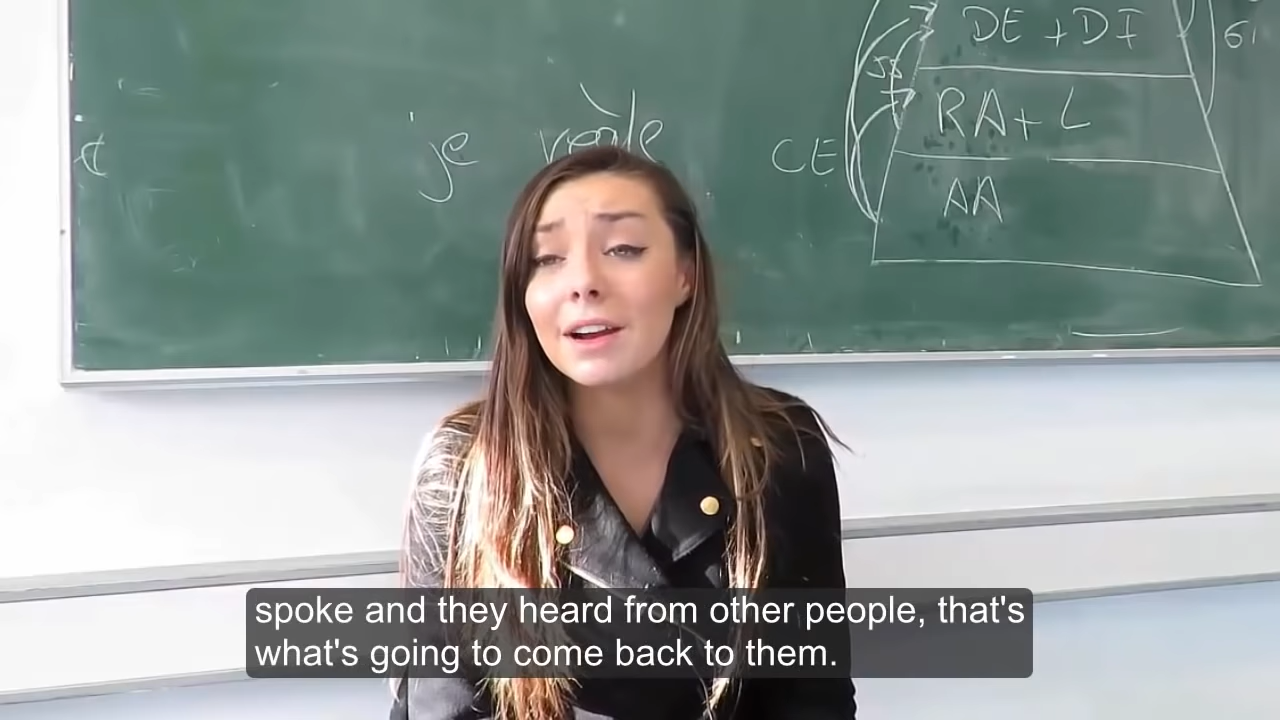 DE + DI
61
58
je
RA + L
CE
AA
spoke and they heard from other people, that's
what's going to come back to them.